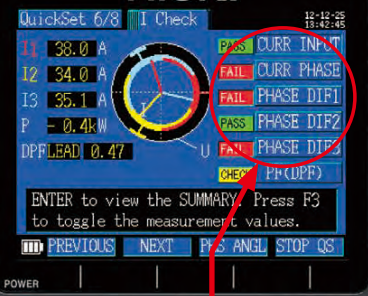 QuickSet 6/8 I Check 12-12-25
13:42:45
I1 38.0 A PASS CURR INPUT
I2 34.0 A FAIL CURR PHASE
I3 35.1 A FAIL PHASE DIF1
P - 0.4kW PASS PHASE DIF2
DPF LEAD 0.47 I U FAIL PHASE DIF3
CHECK PF(DPF)
ENTER to view the SUMMARY. Press F3
to toggle the measurement values.
PREVIOUS NEXT PHS ANGL STOP QS
POWER